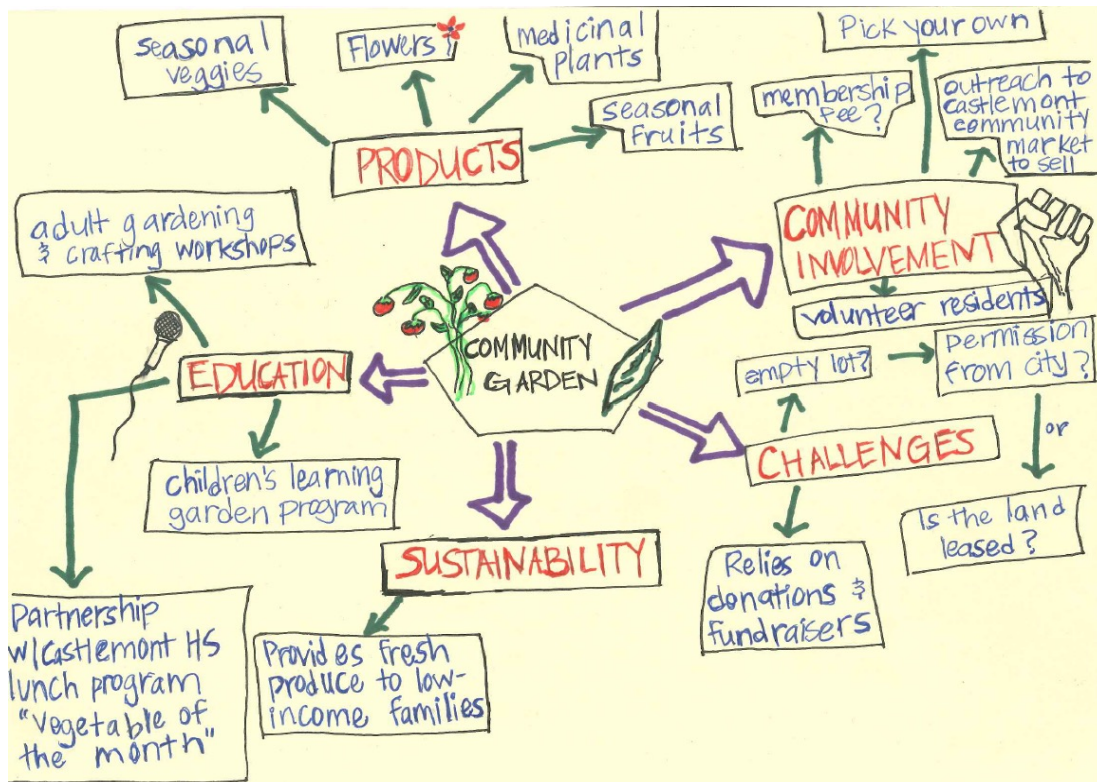 seasonal
veggies
Flowers
medicinal
plants
seasonal
fruits
PRODUCTS
Pick your own
membership
fee?
outreach to
Castlemont
community
market
to sell
COMMUNITY
INVOLVEMENT
volunteer residents
adult gardening
& crafting workshops
EDUCATION
children's learning
garden program
Partnership
w/Castlemont HS
lunch program
"Vegetable of
the month"
COMMUNITY
GARDEN
SUSTAINABILITY
Provides fresh
produce to low-
income families
CHALLENGES
empty lot?
permission
from city?
or
Is the land
leased?
Relies on
donations &
fundraisers